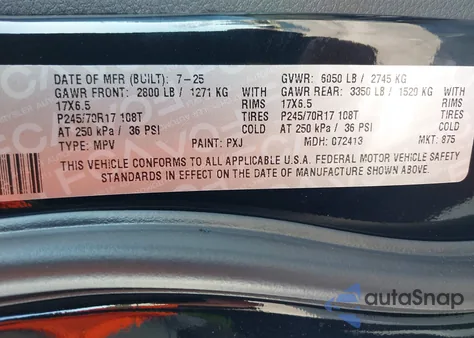 DATE OF MFR (BUILT): 7-25 GVWR: 6050 LB / 2745 KG
GAWR FRONT: 2800 LB / 1271 KG WITH GAWR REAR: 3350 LB / 1520 KG WITH
17X6.5 RIMS 17X6.5 RIMS
P245/70R17 108T TIRES P245/70R17 108T TIRES
AT 250 kPa / 36 PSI COLD AT 250 kPa / 36 PSI COLD
TYPE: MPV PAINT: PXJ MDH: 072413 MKT: 875
THIS VEHICLE CONFORMS TO ALL APPLICABLE U.S.A. FEDERAL MOTOR VEHICLE SAFETY
STANDARDS IN EFFECT ON THE DATE OF MANUFACTURE SHOWN ABOVE.
autoSnap